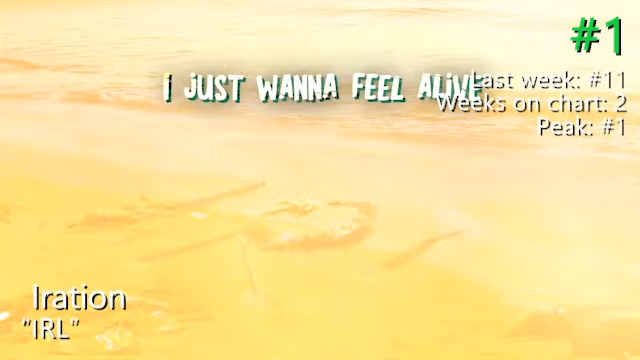 #1
I JUST WANNA FEEL ALIVE
Last week: #11
Weeks on chart: 2
Peak: #1
Iration
"IRL"